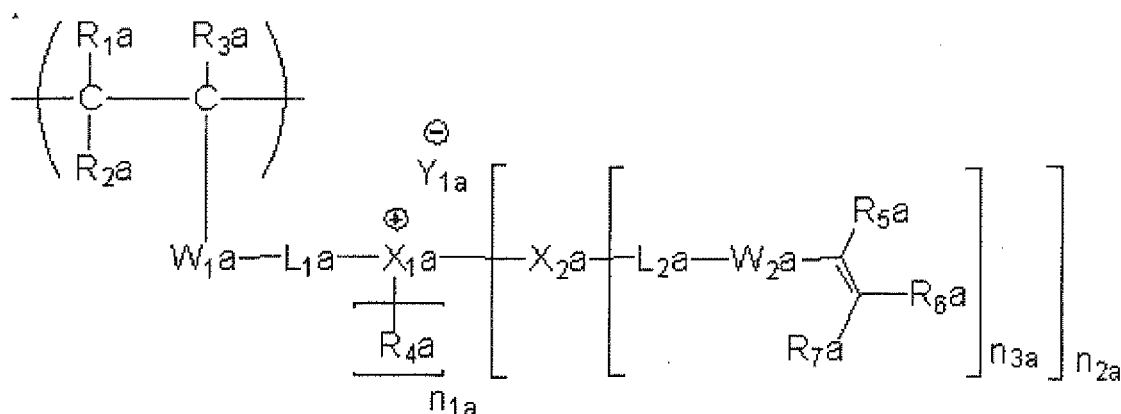 R₁a R₃a
C C
R₂a
⊖
Y₁a
⊕
W₁a L₁a X₁a X₂a L₂a W₂a R₅a
R₆a
R₄a R₇a
n₃a n₂a
n₁a